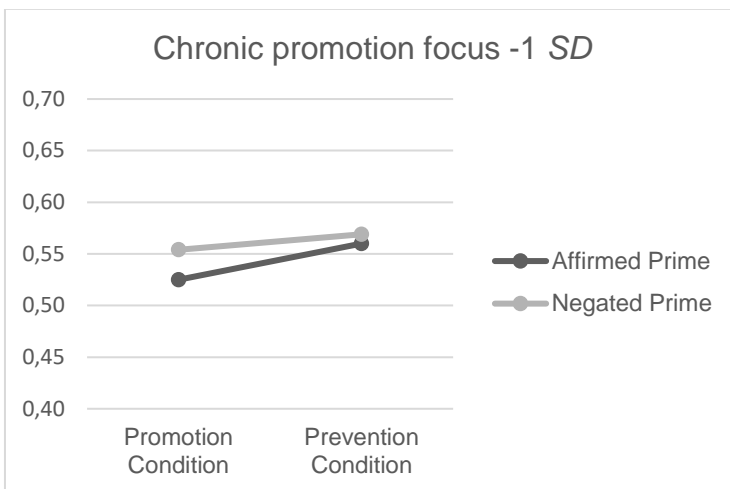 Chronic promotion focus -1 SD
0,70
0,65
0,60
0,55
0,50
0,45
0,40
Promotion
Condition
Prevention
Condition
Affirmed Prime
Negated Prime